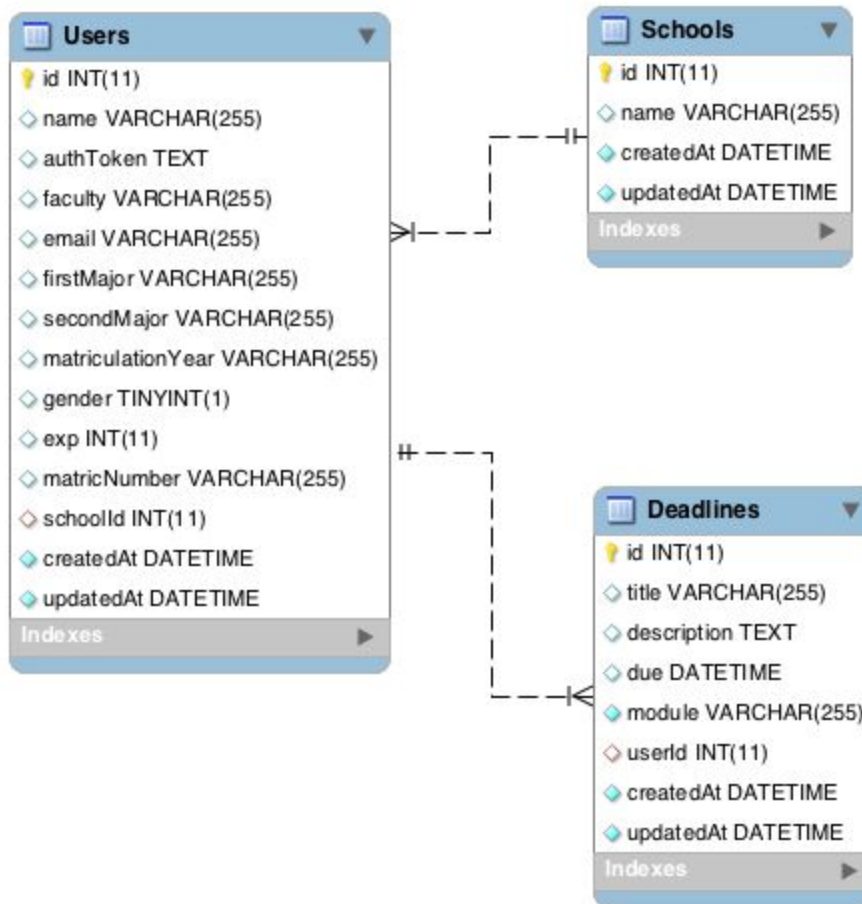 Users
id INT(11)
name VARCHAR(255)
authToken TEXT
faculty VARCHAR(255)
email VARCHAR(255)
firstMajor VARCHAR(255)
secondMajor VARCHAR(255)
matriculationYear VARCHAR(255)
gender TINYINT(1)
exp INT(11)
matricNumber VARCHAR(255)
schoolId INT(11)
createdAt DATETIME
updatedAt DATETIME
Indexes
Schools
id INT(11)
name VARCHAR(255)
createdAt DATETIME
updatedAt DATETIME
Indexes
Deadlines
id INT(11)
title VARCHAR(255)
description TEXT
due DATETIME
module VARCHAR(255)
userId INT(11)
createdAt DATETIME
updatedAt DATETIME
Indexes